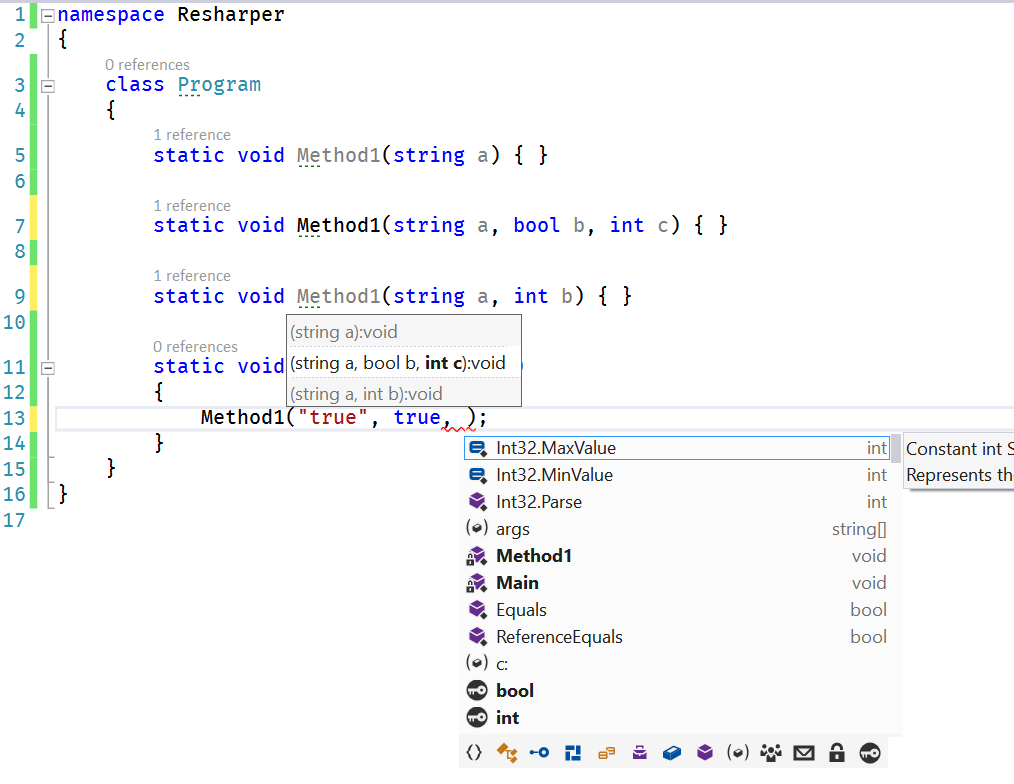 1 namespace Resharper
2 {
0 references
3 class Program
4 {
1 reference
5 static void Method1(string a) { }
6
1 reference
7 static void Method1(string a, bool b, int c) { }
8
1 reference
9 static void Method1(string a, int b) { }
10
(string a):void
0 references
11 static void
(string a, bool b, int c):void
12 {
(string a, int b):void
13 Method1("true", true, );
14 }
15 }
16 }
17
Int32.MaxValue int
Int32.MinValue int
Int32.Parse int
args string[]
Method1 void
Main void
Equals bool
ReferenceEquals bool
c:
bool
int
Constant int
Represents